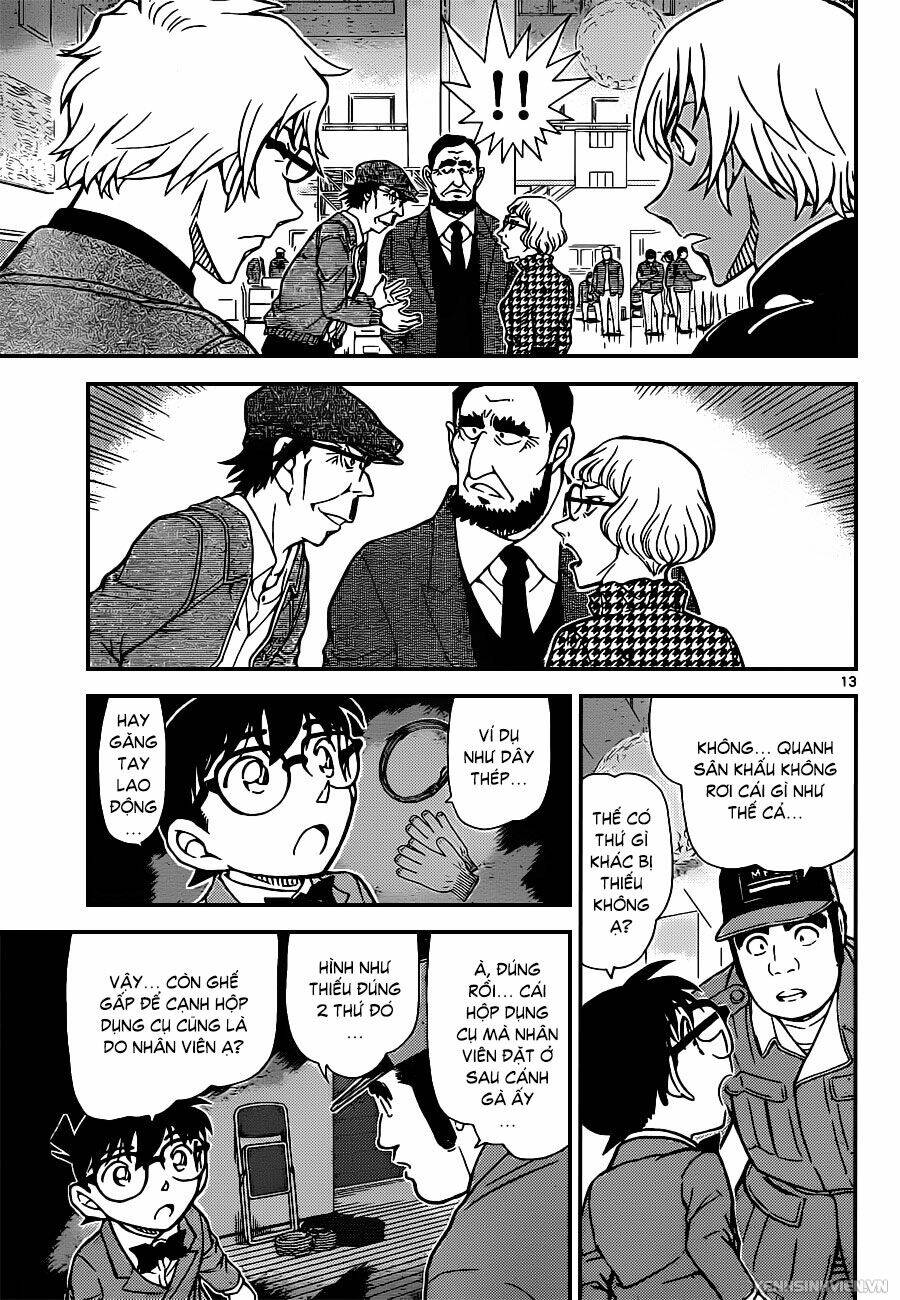 !!
13
KHÔNG... QUANH
SÂN KHẤU KHÔNG
RƠI CÁI GÌ NHƯ
THẾ CẢ...
THẾ CÓ
THỨ GÌ
KHÁC BỊ
THIẾU
KHÔNG
Ạ?
VÍ DỤ
NHƯ DÂY
THÉP...
HAY
GĂNG
TAY
LAO
ĐỘNG
...
À, ĐÚNG
RỒI... CÁI
HỘP DỤNG
CỤ MÀ NHÂN
VIÊN ĐẶT Ở
SAU CÁNH
GÀ ẤY
...
HÌNH NHƯ
THIẾU ĐÚNG
2 THỨ ĐÓ
...
VẬY... CÒN GHẾ
GẤP ĐỂ CẠNH HỘP
DỤNG CỤ CŨNG LÀ
DO NHÂN VIÊN Ạ?
XENHSINHVIEN.VN